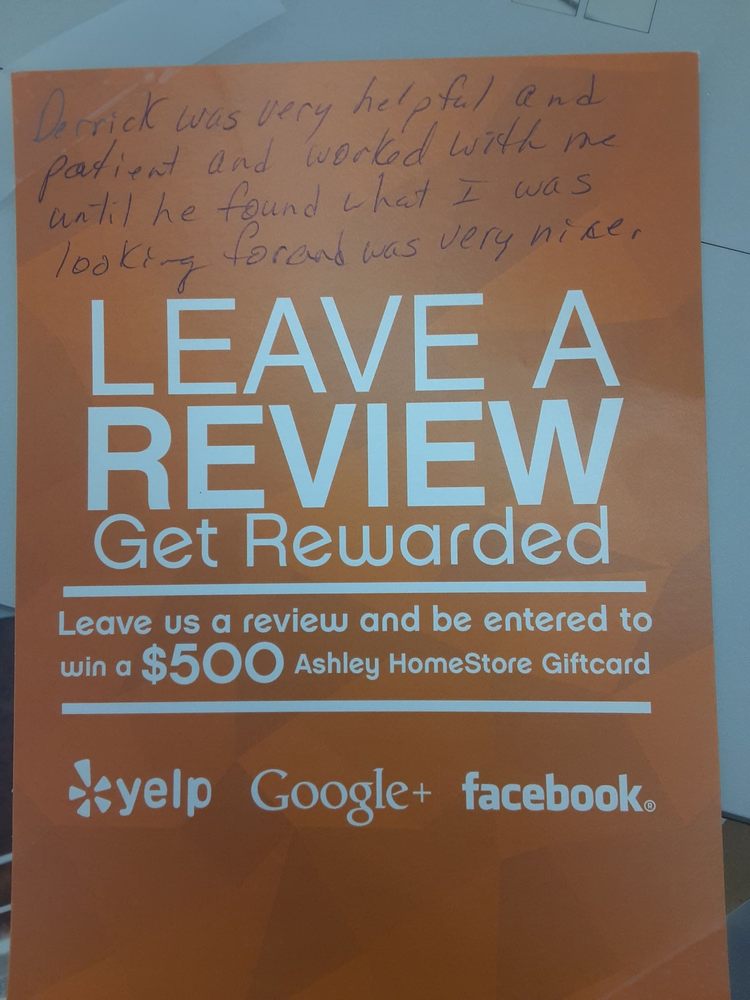 Derrick was very helpful and
patient and worked with me
until he found what I was
looking for and was very nice.
LEAVE A
REVIEW
Get Rewarded
Leave us a review and be entered to
win a $500 Ashley HomeStore Giftcard
yelp Google+ facebook®